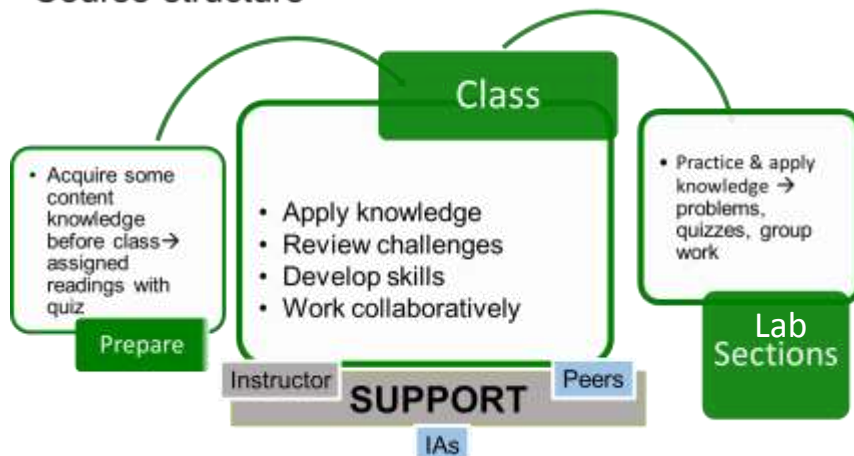 Course structure
Class
• Acquire some
content
knowledge
before class→
assigned
readings with
quiz
Prepare
• Apply knowledge
• Review challenges
• Develop skills
• Work collaboratively
• Practice & apply
knowledge →
problems,
quizzes, group
work
Lab
Sections
Instructor
Peers
SUPPORT
IAs